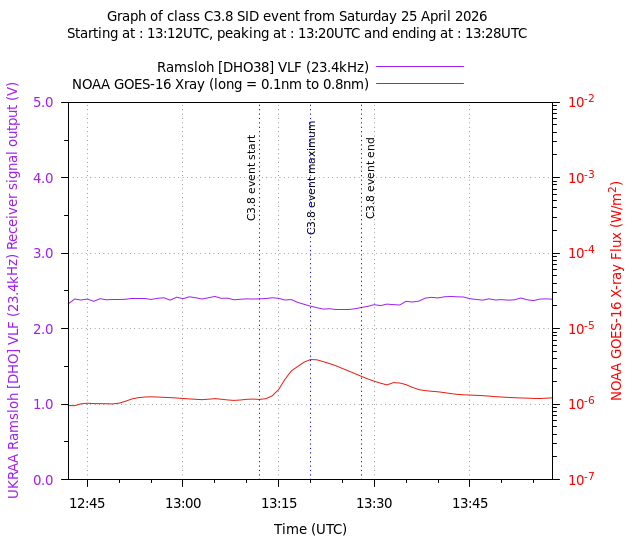 Graph of class C3.8 SID event from Saturday 25 April 2026
Starting at : 13:12UTC, peaking at : 13:20UTC and ending at : 13:28UTC
Ramsloh [DHO38] VLF (23.4kHz)
NOAA GOES-16 Xray (long = 0.1nm to 0.8nm)
UKRAA Ramsloh [DHO] VLF (23.4kHz) Receiver signal output (V)
5.0
4.0
3.0
2.0
1.0
0.0
C3.8 event start
C3.8 event maximum
C3.8 event end
10⁻²
10⁻³
10⁻⁴
10⁻⁵
10⁻⁶
10⁻⁷
NOAA GOES-16 X-ray Flux (W/m²)
12:45 13:00 13:15 13:30 13:45
Time (UTC)